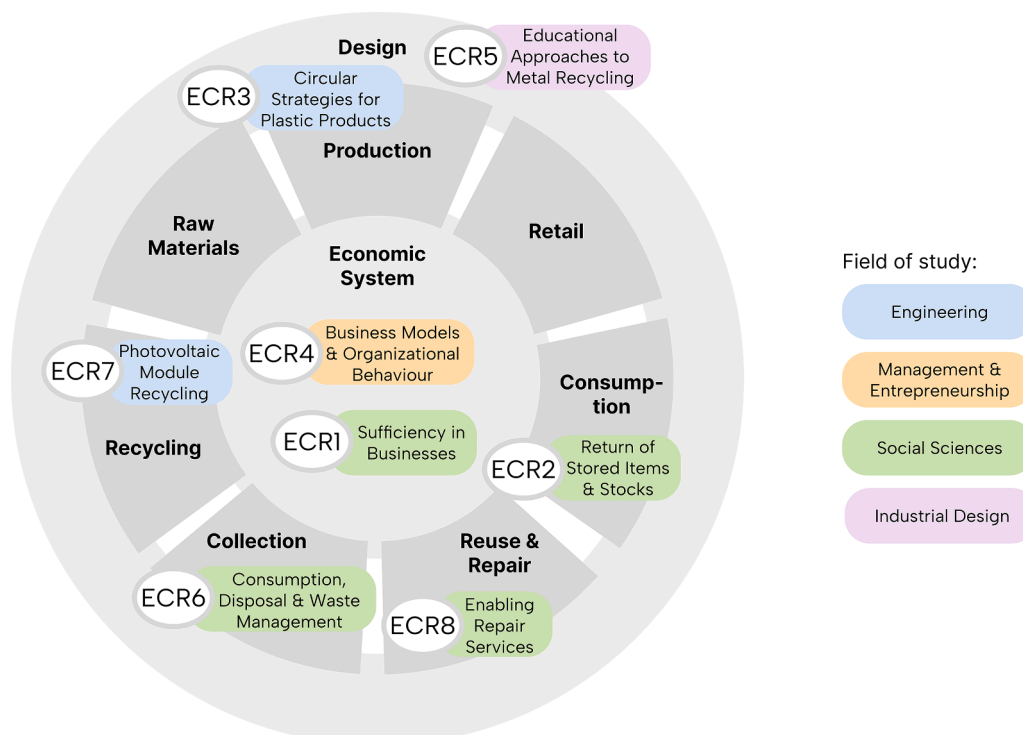 Design
ECR5
Educational
Approaches to
Metal Recycling
ECR3
Circular
Strategies for
Plastic Products
Production
Raw
Materials
Retail
Economic
System
Field of study:
Engineering
Management &
Entrepreneurship
Social Sciences
Industrial Design
ECR4
Business Models
& Organizational
Behaviour
ECR7
Photovoltaic
Module
Recycling
Recycling
Consump-
tion
ECR1
Sufficiency in
Businesses
ECR2
Return of
Stored Items
& Stocks
Collection
Reuse &
Repair
ECR6
Consumption,
Disposal & Waste
Management
ECR8
Enabling
Repair
Services